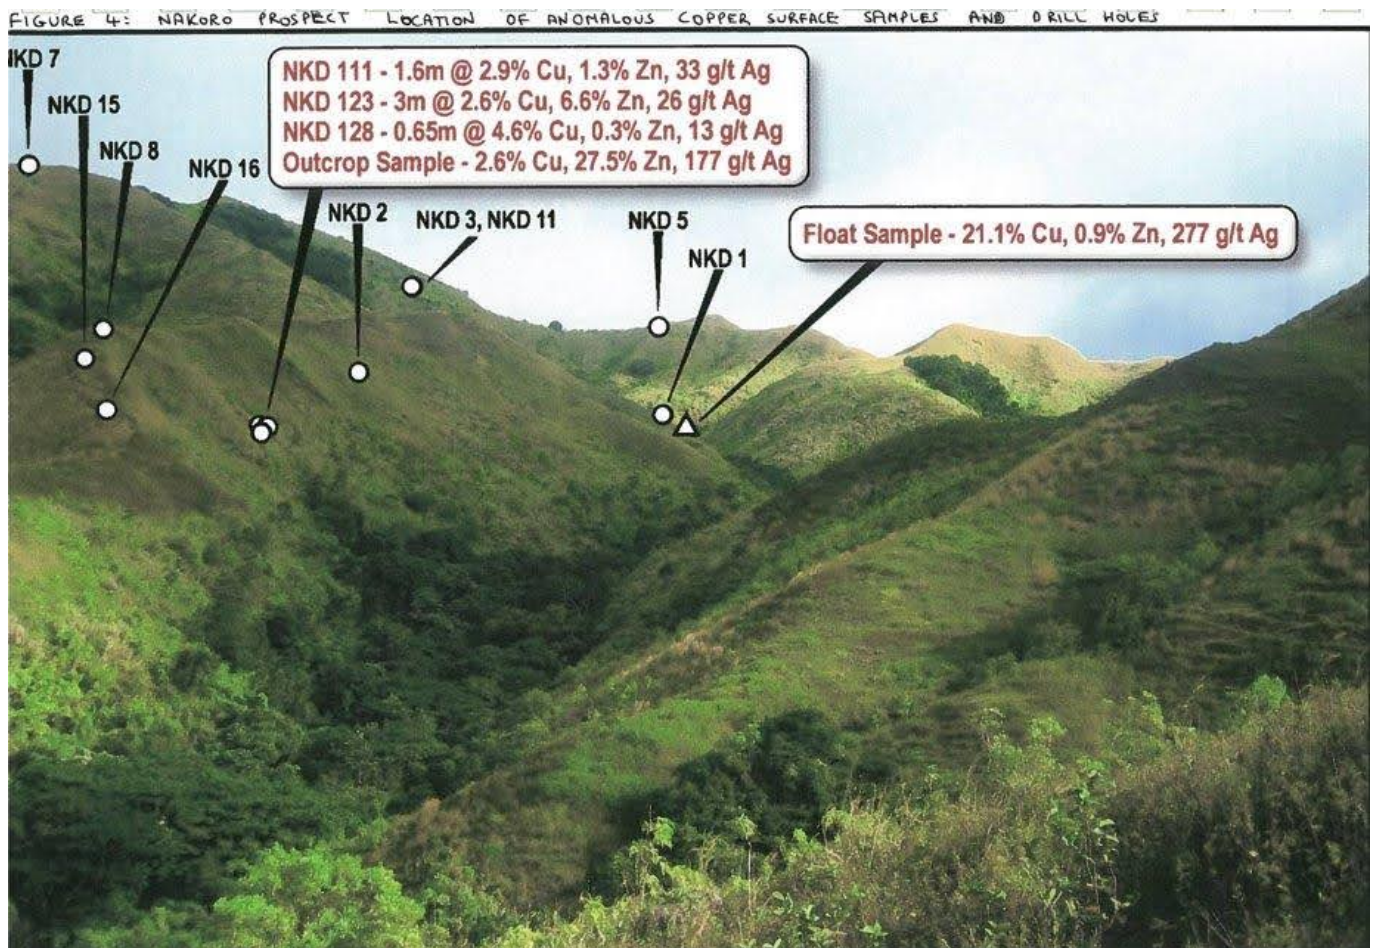 FIGURE 4: NAKORO PROSPECT LOCATION OF ANOMALOUS COPPER SURFACE SAMPLES AND DRILL HOLES
NKD 7
NKD 111 - 1.6m @ 2.9% Cu, 1.3% Zn, 33 g/t Ag
NKD 123 - 3m @ 2.6% Cu, 6.6% Zn, 26 g/t Ag
NKD 128 - 0.65m @ 4.6% Cu, 0.3% Zn, 13 g/t Ag
Outcrop Sample - 2.6% Cu, 27.5% Zn, 177 g/t Ag
NKD 15
NKD 8
NKD 16
NKD 2
NKD 3, NKD 11
NKD 5
NKD 1
Float Sample - 21.1% Cu, 0.9% Zn, 277 g/t Ag